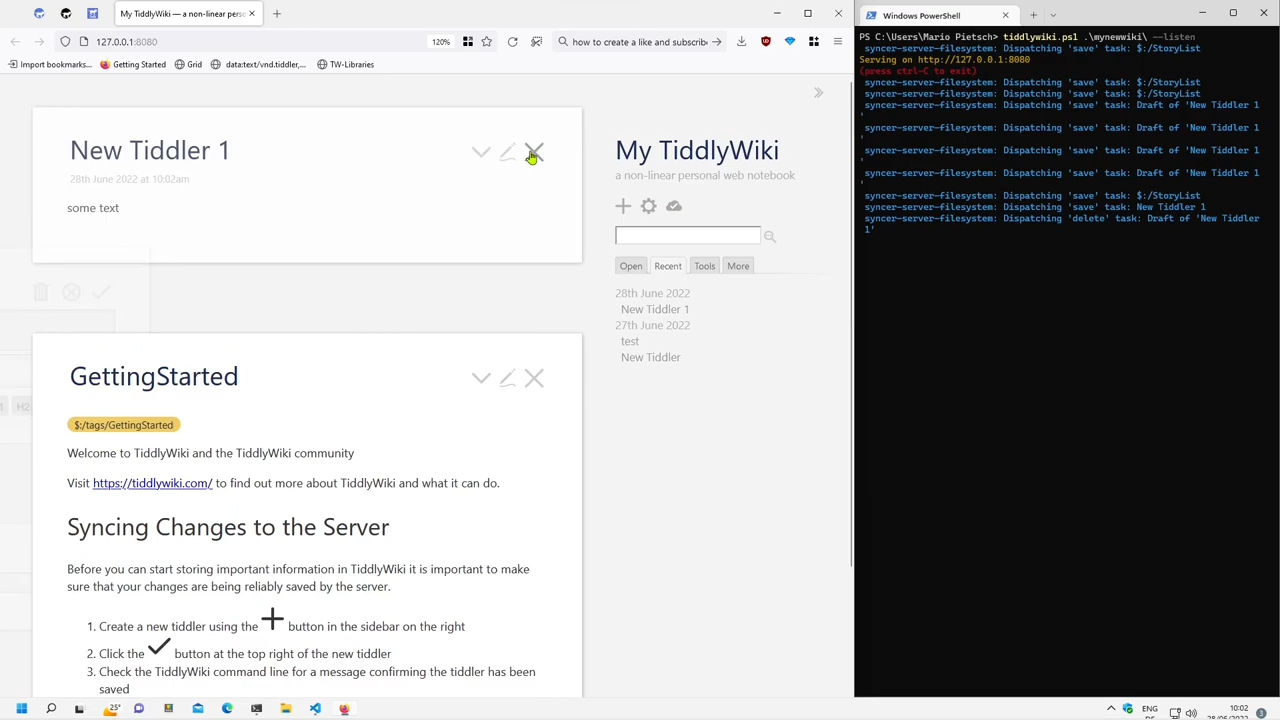 My TiddlyWiki — a non-linear perso
127.0.0.1:8080
120%
how to create a like and subscribe
Import bookmarks...
Getting Started
Grid
data:text/vnd.tiddler,...
TW-Libraries
New Tiddler 1
28th June 2022 at 10:02am
some text
GettingStarted
$:/tags/GettingStarted
Welcome to TiddlyWiki and the TiddlyWiki community
Visit https://tiddlywiki.com/ to find out more about TiddlyWiki and what it can do.
Syncing Changes to the Server
Before you can start storing important information in TiddlyWiki it is important to make
sure that your changes are being reliably saved by the server.
1. Create a new tiddler using the button in the sidebar on the right
2. Click the button at the top right of the new tiddler
3. Check the TiddlyWiki command line for a message confirming the tiddler has been
saved
My TiddlyWiki
a non-linear personal web notebook
Open Recent Tools More
28th June 2022
New Tiddler 1
27th June 2022
test
New Tiddler
Windows PowerShell
PS C:\Users\Mario Pietsch> tiddlywiki.ps1 .\mynewwiki\ --listen
syncer-server-filesystem: Dispatching 'save' task: $:/StoryList
Serving on http://127.0.0.1:8080
(press ctrl-C to exit)
syncer-server-filesystem: Dispatching 'save' task: $:/StoryList
syncer-server-filesystem: Dispatching 'save' task: $:/StoryList
syncer-server-filesystem: Dispatching 'save' task: Draft of 'New Tiddler 1
'
syncer-server-filesystem: Dispatching 'save' task: Draft of 'New Tiddler 1
'
syncer-server-filesystem: Dispatching 'save' task: Draft of 'New Tiddler 1
'
syncer-server-filesystem: Dispatching 'save' task: Draft of 'New Tiddler 1
'
syncer-server-filesystem: Dispatching 'save' task: $:/StoryList
syncer-server-filesystem: Dispatching 'save' task: New Tiddler 1
syncer-server-filesystem: Dispatching 'delete' task: Draft of 'New Tiddler
1'
H2
25°
ENG
10:02
28/06/2022